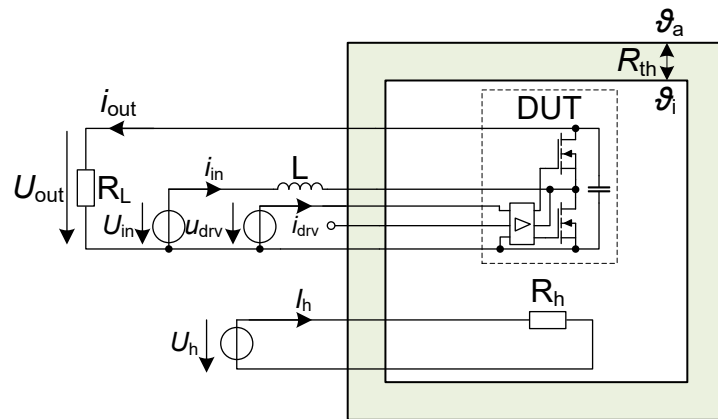 ϑa
Rth
ϑi
DUT
iout
iin
L
Uout
RL
Uin
udrv
idrv
Ih
Rh
Uh